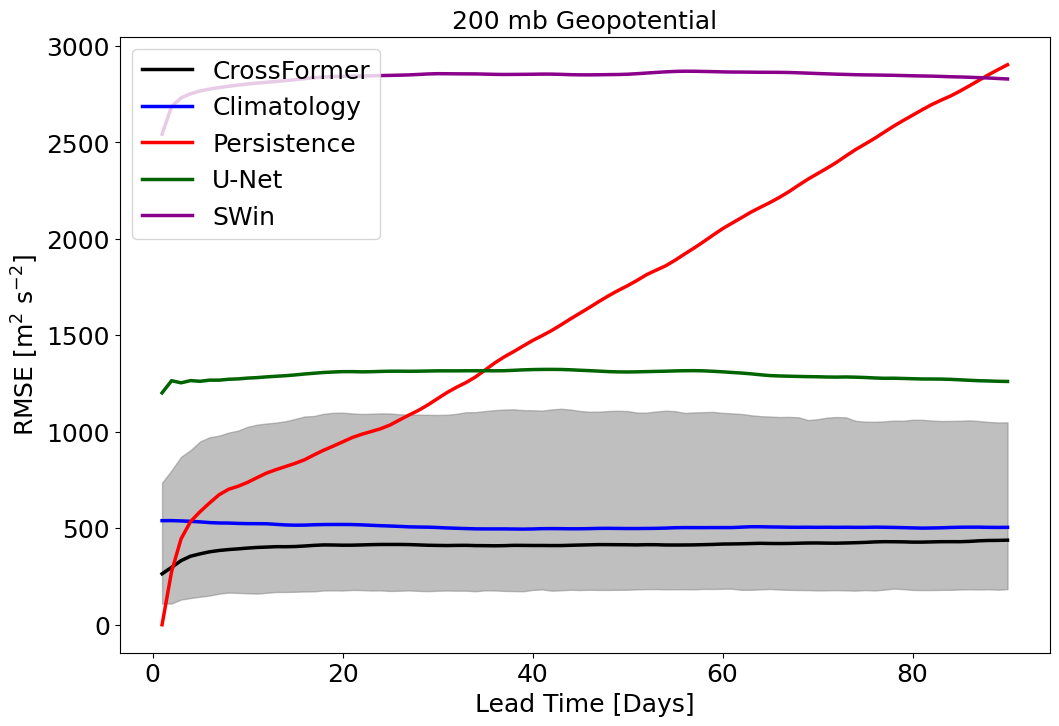 200 mb Geopotential
3000
2500
2000
1500
1000
500
0
RMSE [m² s⁻²]
CrossFormer
Climatology
Persistence
U-Net
SWin
0 20 40 60 80
Lead Time [Days]